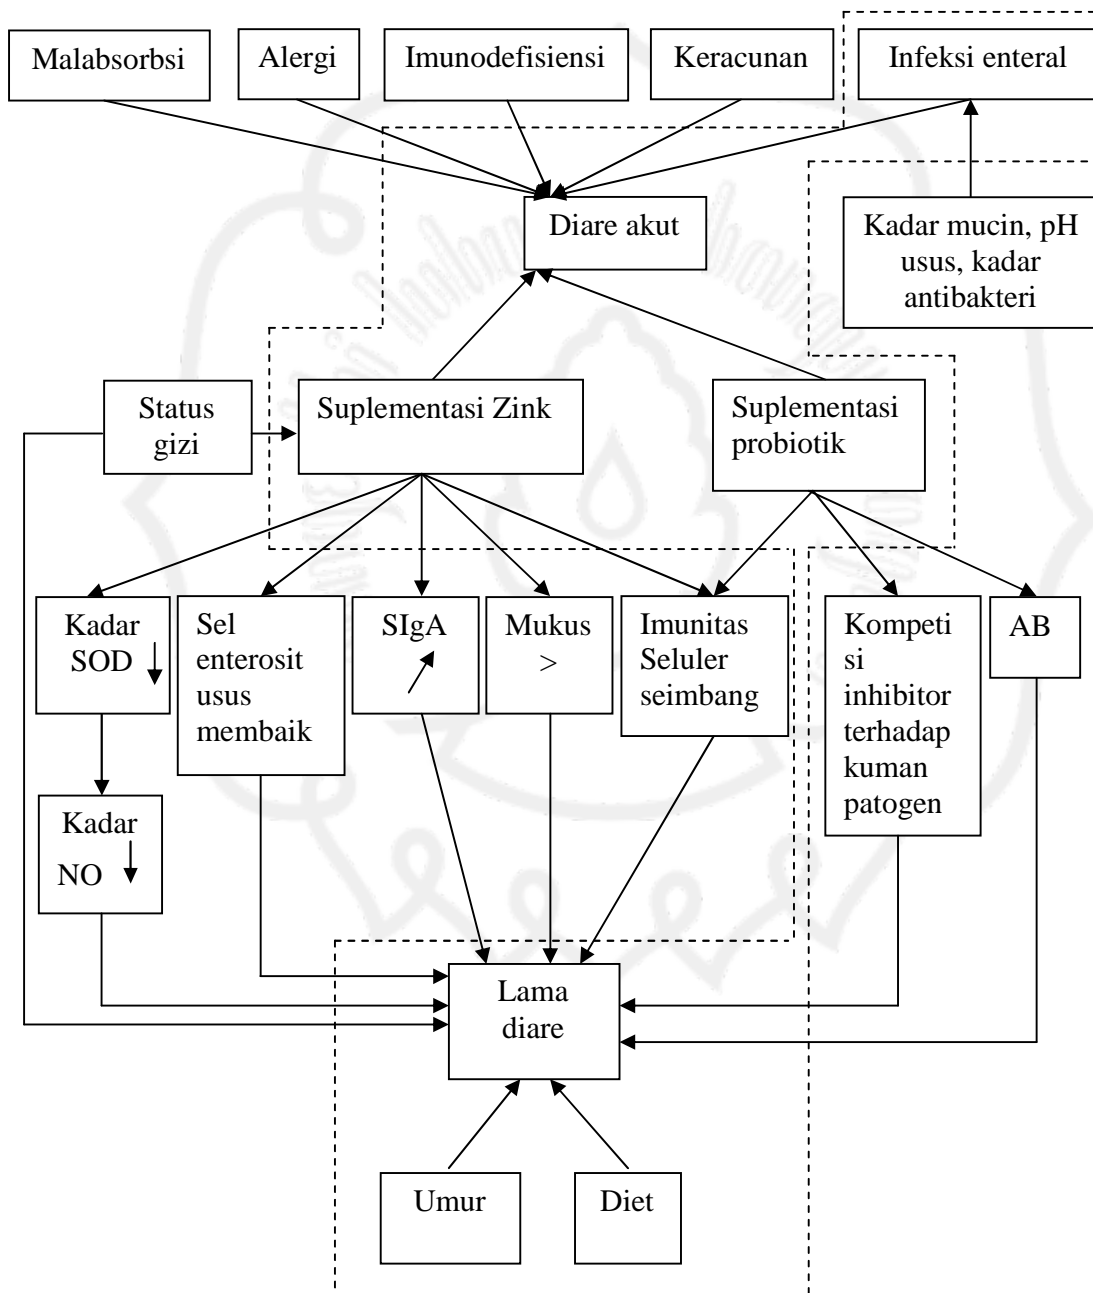 Malabsorbsi
Alergi
Imunodefisiensi
Keracunan
Infeksi enteral
Diare akut
Kadar mucin, pH
usus, kadar
antibakteri
Status
gizi
Suplementasi Zink
Suplementasi
probiotik
Kadar
SOD
Sel
enterosit
usus
membaik
SIgA
Mukus
>
Imunitas
Seluler
seimbang
Kompeti
si
inhibitor
terhadap
kuman
patogen
AB
Kadar
NO
Lama
diare
Umur
Diet